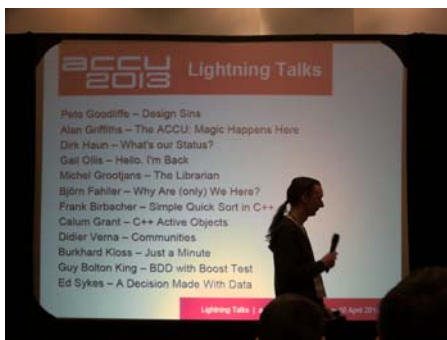 accu
2013
Lightning Talks
Pete Goodliffe – Design Sins
Alan Griffiths – The ACCU: Magic Happens Here
Dirk Haun – What's our Status?
Gail Ollis – Hello, I'm Back
Michel Grootjans – The Librarian
Björn Fahller – Why Are (only) We Here?
Frank Birbacher – Simple Quick Sort in C++
Calum Grant – C++ Active Objects
Didier Verna – Communities
Burkhard Kloss – Just a Minute
Guy Bolton King – BDD with Boost Test
Ed Sykes – A Decision Made With Data
Lightning Talks | April